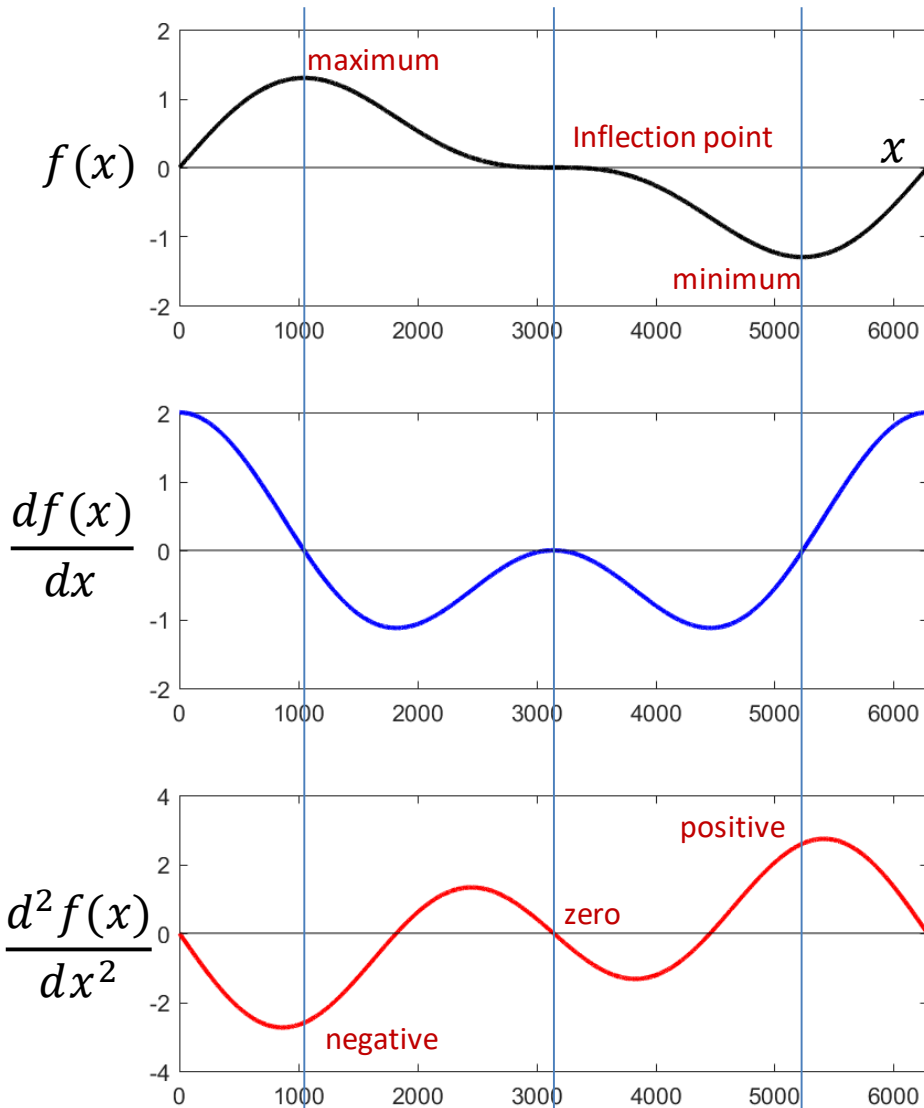 2
maximum
1
f(x)
Inflection point
x
0
-1
minimum
-2
0 1000 2000 3000 4000 5000 6000
2
1
df(x)
dx
0
-1
-2
0 1000 2000 3000 4000 5000 6000
4
positive
2
d²f(x)
dx²
zero
0
-2
negative
-4
0 1000 2000 3000 4000 5000 6000